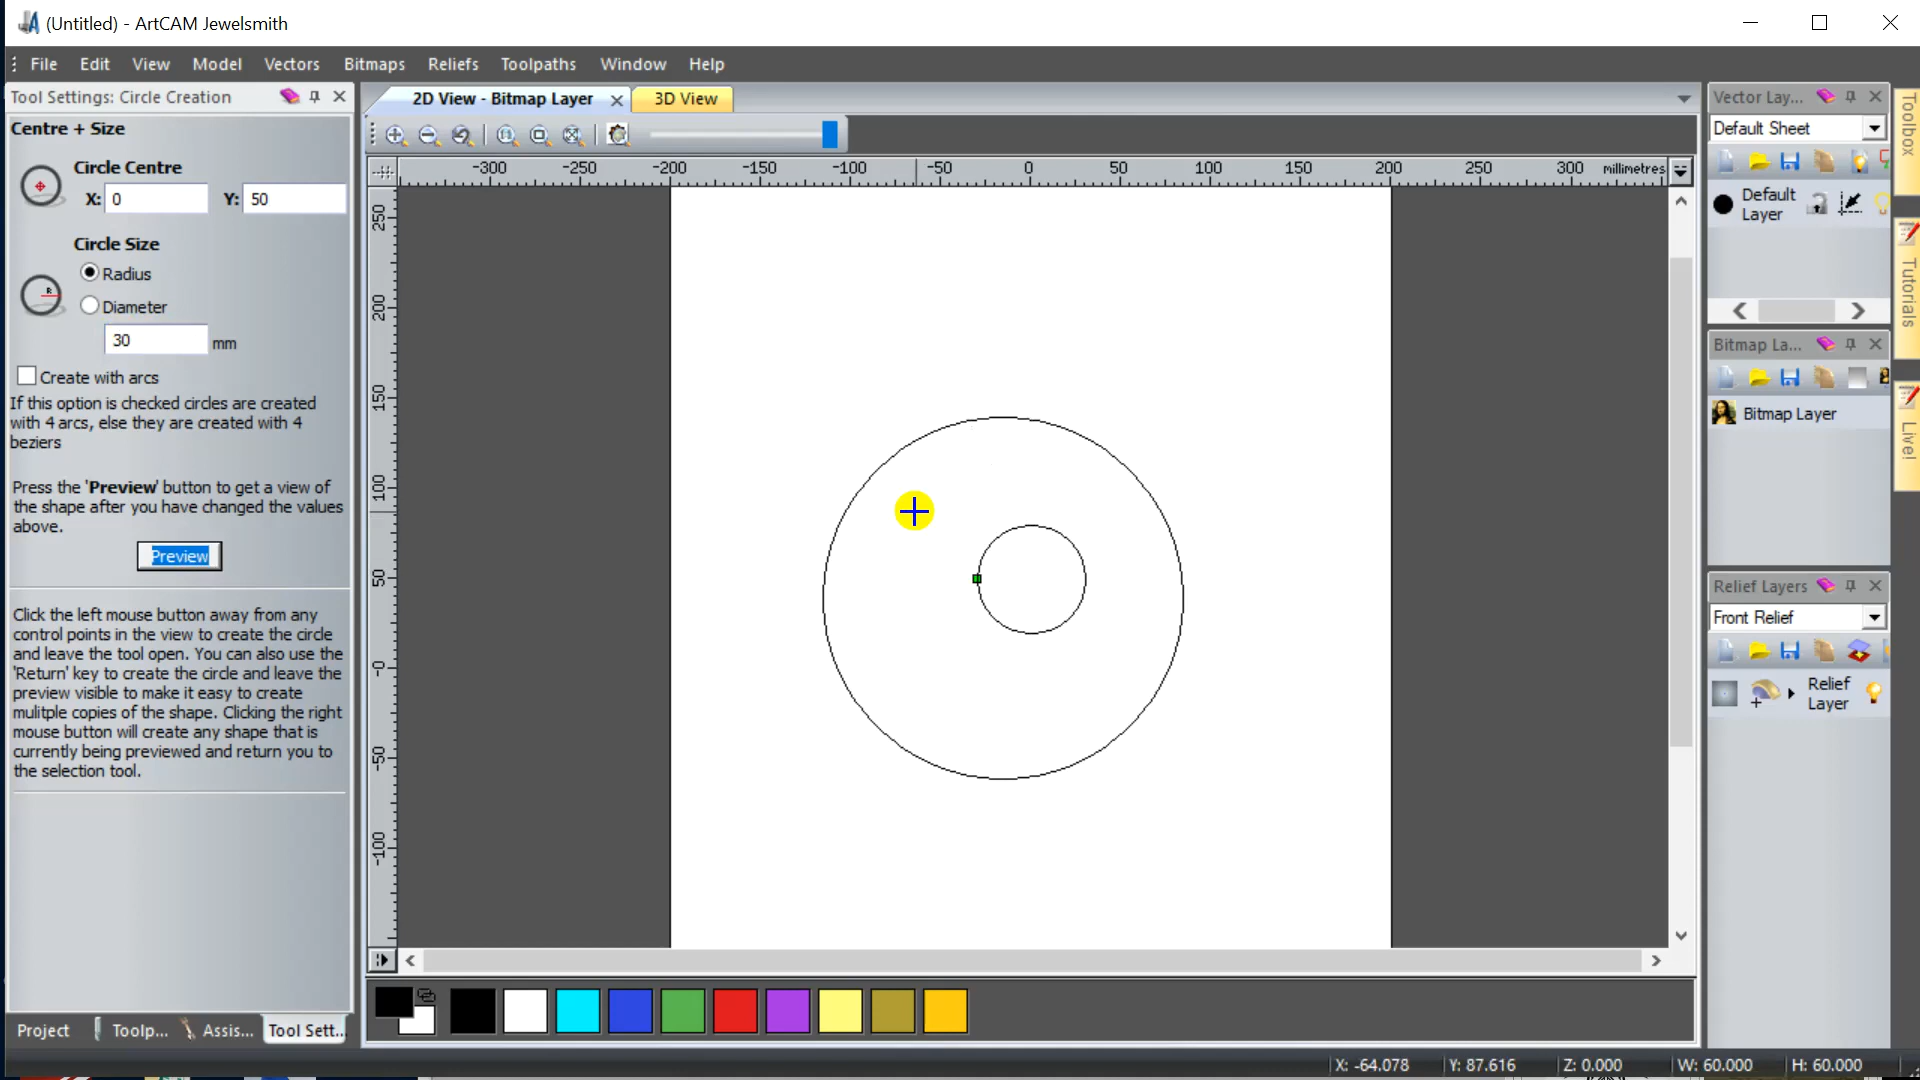 (Untitled) - ArtCAM Jewelsmith
File Edit View Model Vectors Bitmaps Reliefs Toolpaths Window Help
Tool Settings: Circle Creation
Centre + Size
Circle Centre
X: 0 Y: 50
Circle Size
Radius
Diameter
30 mm
Create with arcs
If this option is checked circles are created
with 4 arcs, else they are created with 4
beziers
Press the 'Preview' button to get a view of
the shape after you have changed the values
above.
Preview
Click the left mouse button away from any
control points in the view to create the circle
and leave the tool open. You can also use the
'Return' key to create the circle and leave the
preview visible to make it easy to create
mulitple copies of the shape. Clicking the right
mouse button will create any shape that is
currently being previewed and return you to
the selection tool.
Project Toolp... Assis... Tool Sett...
2D View - Bitmap Layer 3D View
-300 -250 -200 -150 -100 -50 0 50 100 150 200 250 300 millimetres
250
200
150
100
50
-0
-50
-100
Vector Lay...
Default Sheet
Default
Layer
Bitmap La...
Bitmap Layer
Relief Layers
Front Relief
Relief
Layer
Toolbox
Tutorials
Live!
X: -64.078 Y: 87.616 Z: 0.000 W: 60.000 H: 60.000